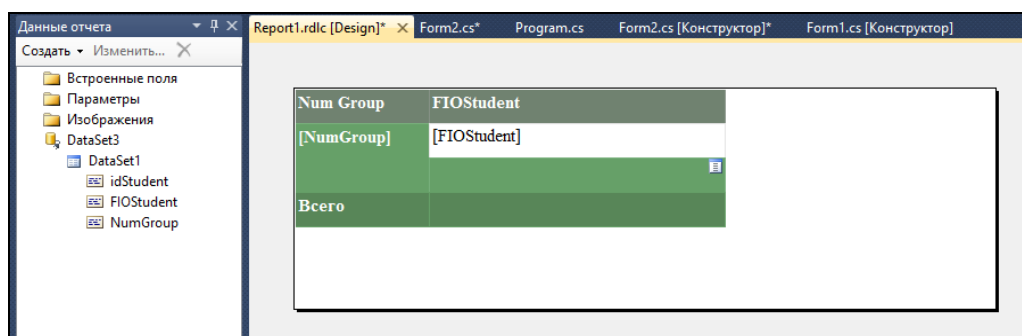 Данные отчета
Создать Изменить...
Встроенные поля
Параметры
Изображения
DataSet3
DataSet1
idStudent
FIOStudent
NumGroup
Report1.rdlc [Design]* Form2.cs* Program.cs Form2.cs [Конструктор]* Form1.cs [Конструктор]
Num Group FIOStudent
[NumGroup] [FIOStudent]
Всего